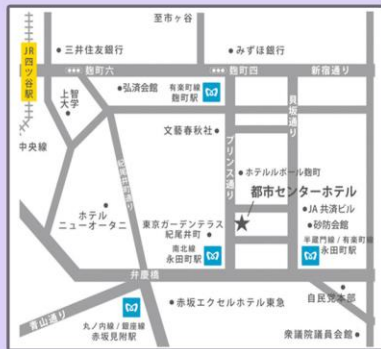 至市ヶ谷
JR
四ツ谷駅
三井住友銀行
みずほ銀行
麹町六
麹町四
新宿通り
上智
大学
弘済会館
有楽町線
麹町駅
貝坂通り
文藝春秋社
プリンス通り
中央線
紀尾井町通り
ホテルルポール麹町
都市センターホテル
ホテル
ニューオータニ
東京ガーデンテラス
紀尾井町
JA共済ビル
砂防会館
南北線
永田町駅
半蔵門線/有楽町線
永田町駅
弁慶橋
自民党本部
赤坂エクセルホテル東急
青山通り
丸ノ内線/銀座線
赤坂見附駅
衆議院議員会館